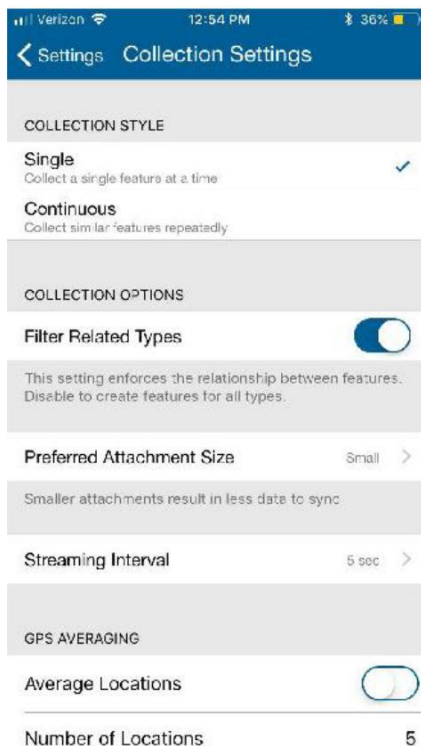 Verizon 12:54 PM 36%
Settings Collection Settings
COLLECTION STYLE
Single
Collect a single feature at a time
Continuous
Collect similar features repeatedly
COLLECTION OPTIONS
Filter Related Types
This setting enforces the relationship between features.
Disable to create features for all types.
Preferred Attachment Size Small
Smaller attachments result in less data to sync
Streaming Interval 5 sec
GPS AVERAGING
Average Locations
Number of Locations 5